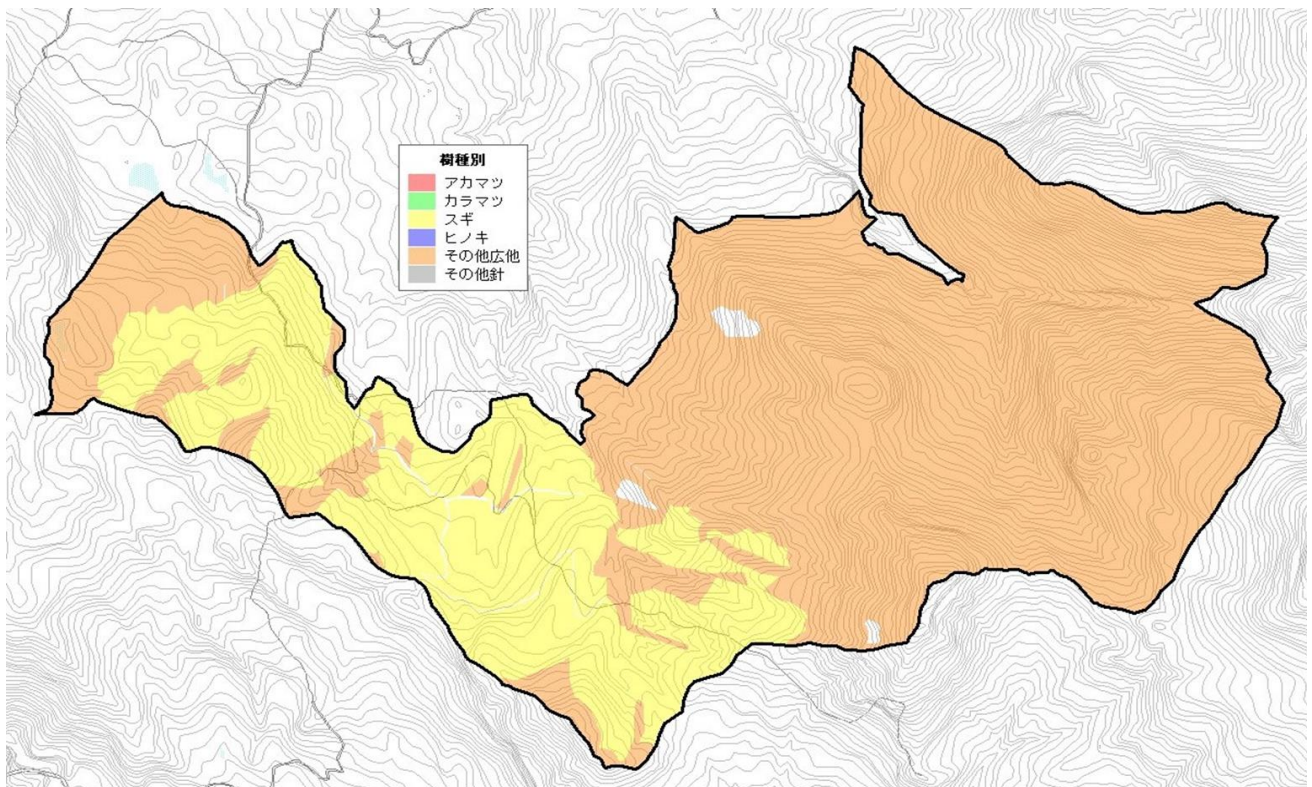 樹種別
アカマツ
カラマツ
スギ
ヒノキ
その他広他
その他針